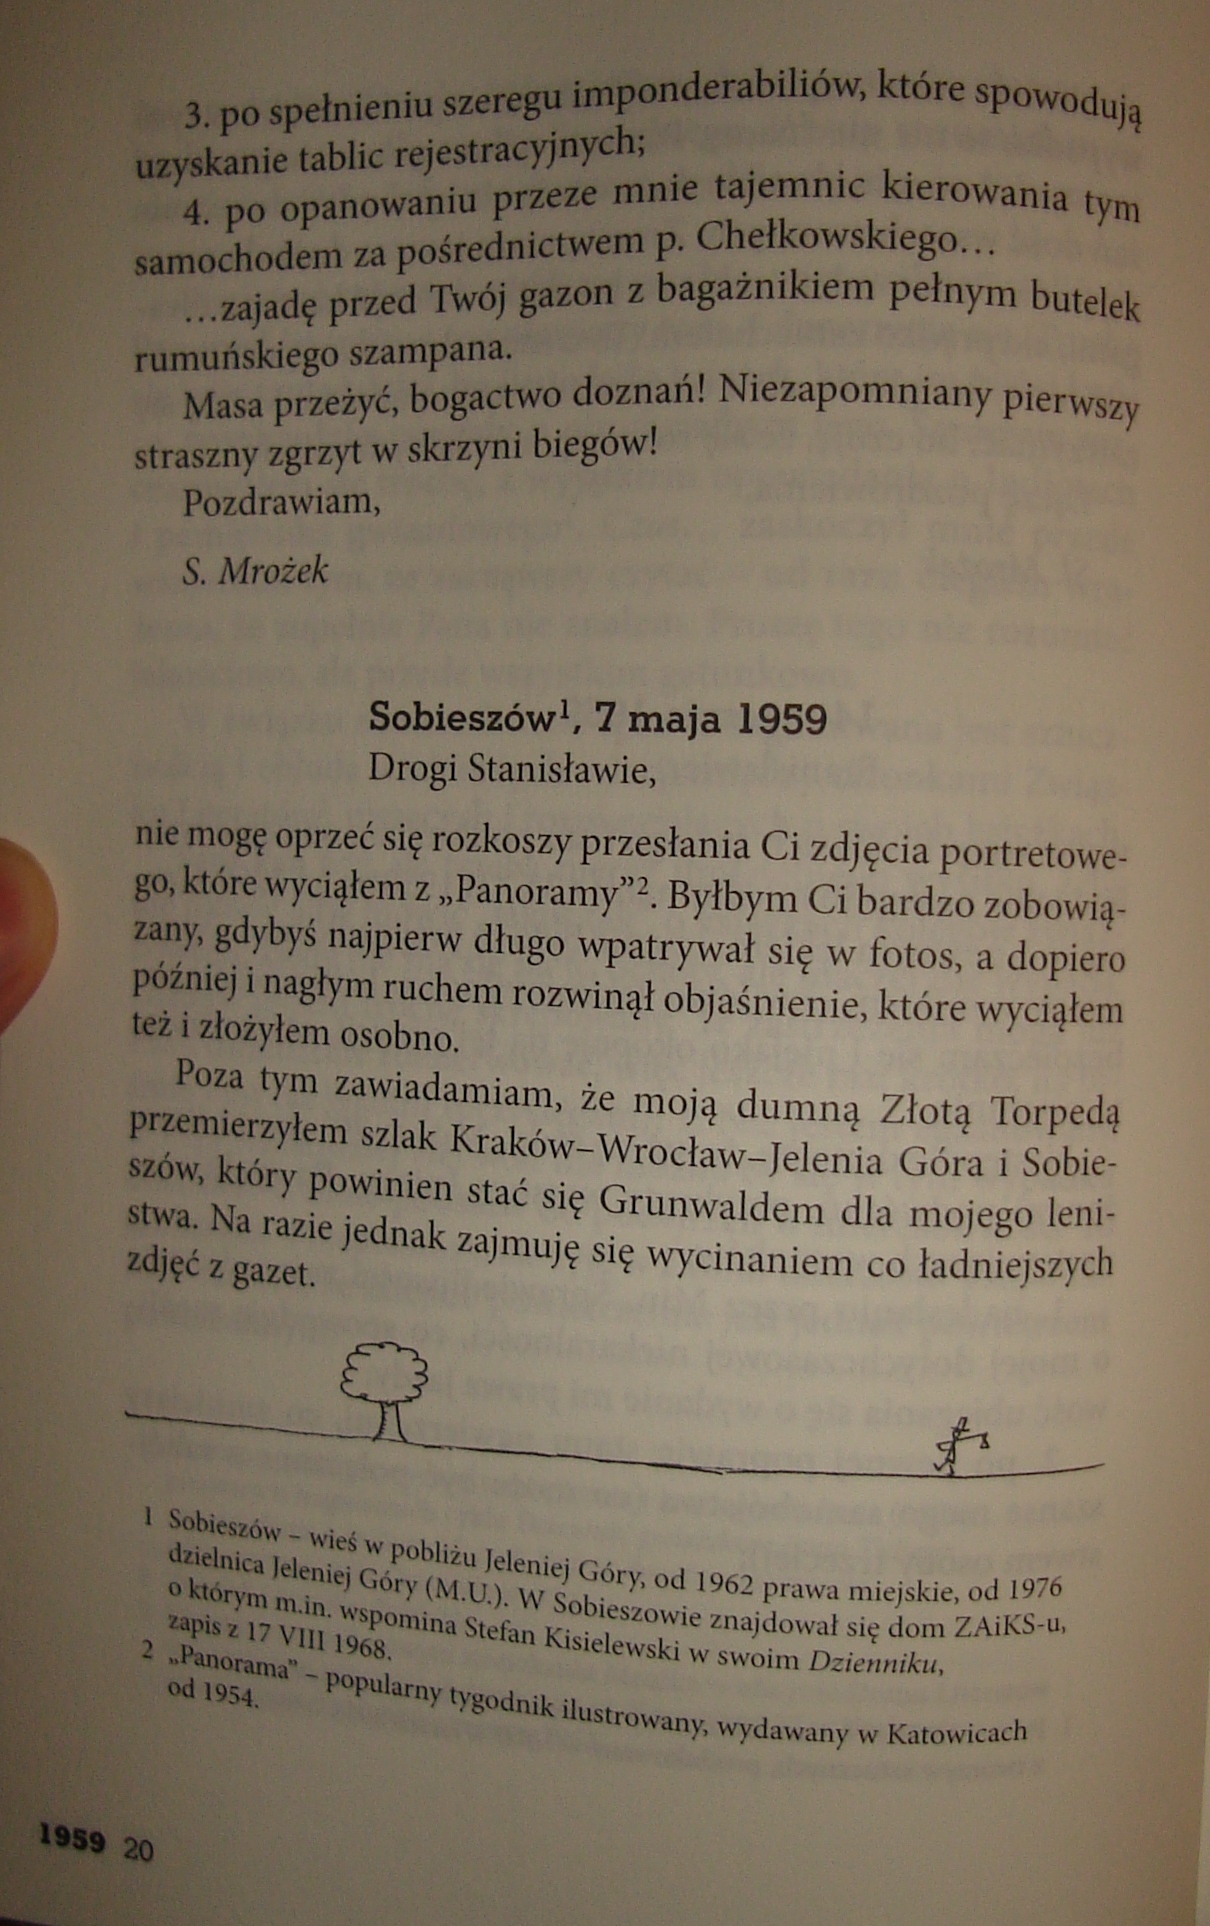 3. po spełnieniu szeregu imponderabiliów, które spowodują
uzyskanie tablic rejestracyjnych;
4. po opanowaniu przeze mnie tajemnic kierowania tym
samochodem za pośrednictwem p. Chełkowskiego…
…zajadę przed Twój gazon z bagażnikiem pełnym butelek
rumuńskiego szampana.
Masa przeżyć, bogactwo doznań! Niezapomniany pierwszy
straszny zgrzyt w skrzyni biegów!
Pozdrawiam,
S. Mrożek
Sobieszów¹, 7 maja 1959
Drogi Stanisławie,
nie mogę oprzeć się rozkoszy przesłania Ci zdjęcia portretowe-
go, które wyciąłem z „Panoramy”². Byłbym Ci bardzo zobowią-
zany, gdybyś najpierw długo wpatrywał się w fotos, a dopiero
później i nagłym ruchem rozwinął objaśnienie, które wyciąłem
też i złożyłem osobno.
Poza tym zawiadamiam, że moją dumną Złotą Torpedą
przemierzyłem szlak Kraków–Wrocław–Jelenia Góra i Sobie-
szów, który powinien stać się Grunwaldem dla mojego leni-
stwa. Na razie jednak zajmuję się wycinaniem co ładniejszych
zdjęć z gazet.
1 Sobieszów – wieś w pobliżu Jeleniej Góry, od 1962 prawa miejskie, od 1976
dzielnica Jeleniej Góry (M.U.). W Sobieszowie znajdował się dom ZAiKS-u,
o którym m.in. wspomina Stefan Kisielewski w swoim Dzienniku,
zapis z 17 VIII 1968.
2 „Panorama” – popularny tygodnik ilustrowany, wydawany w Katowicach
od 1954.
1959 20